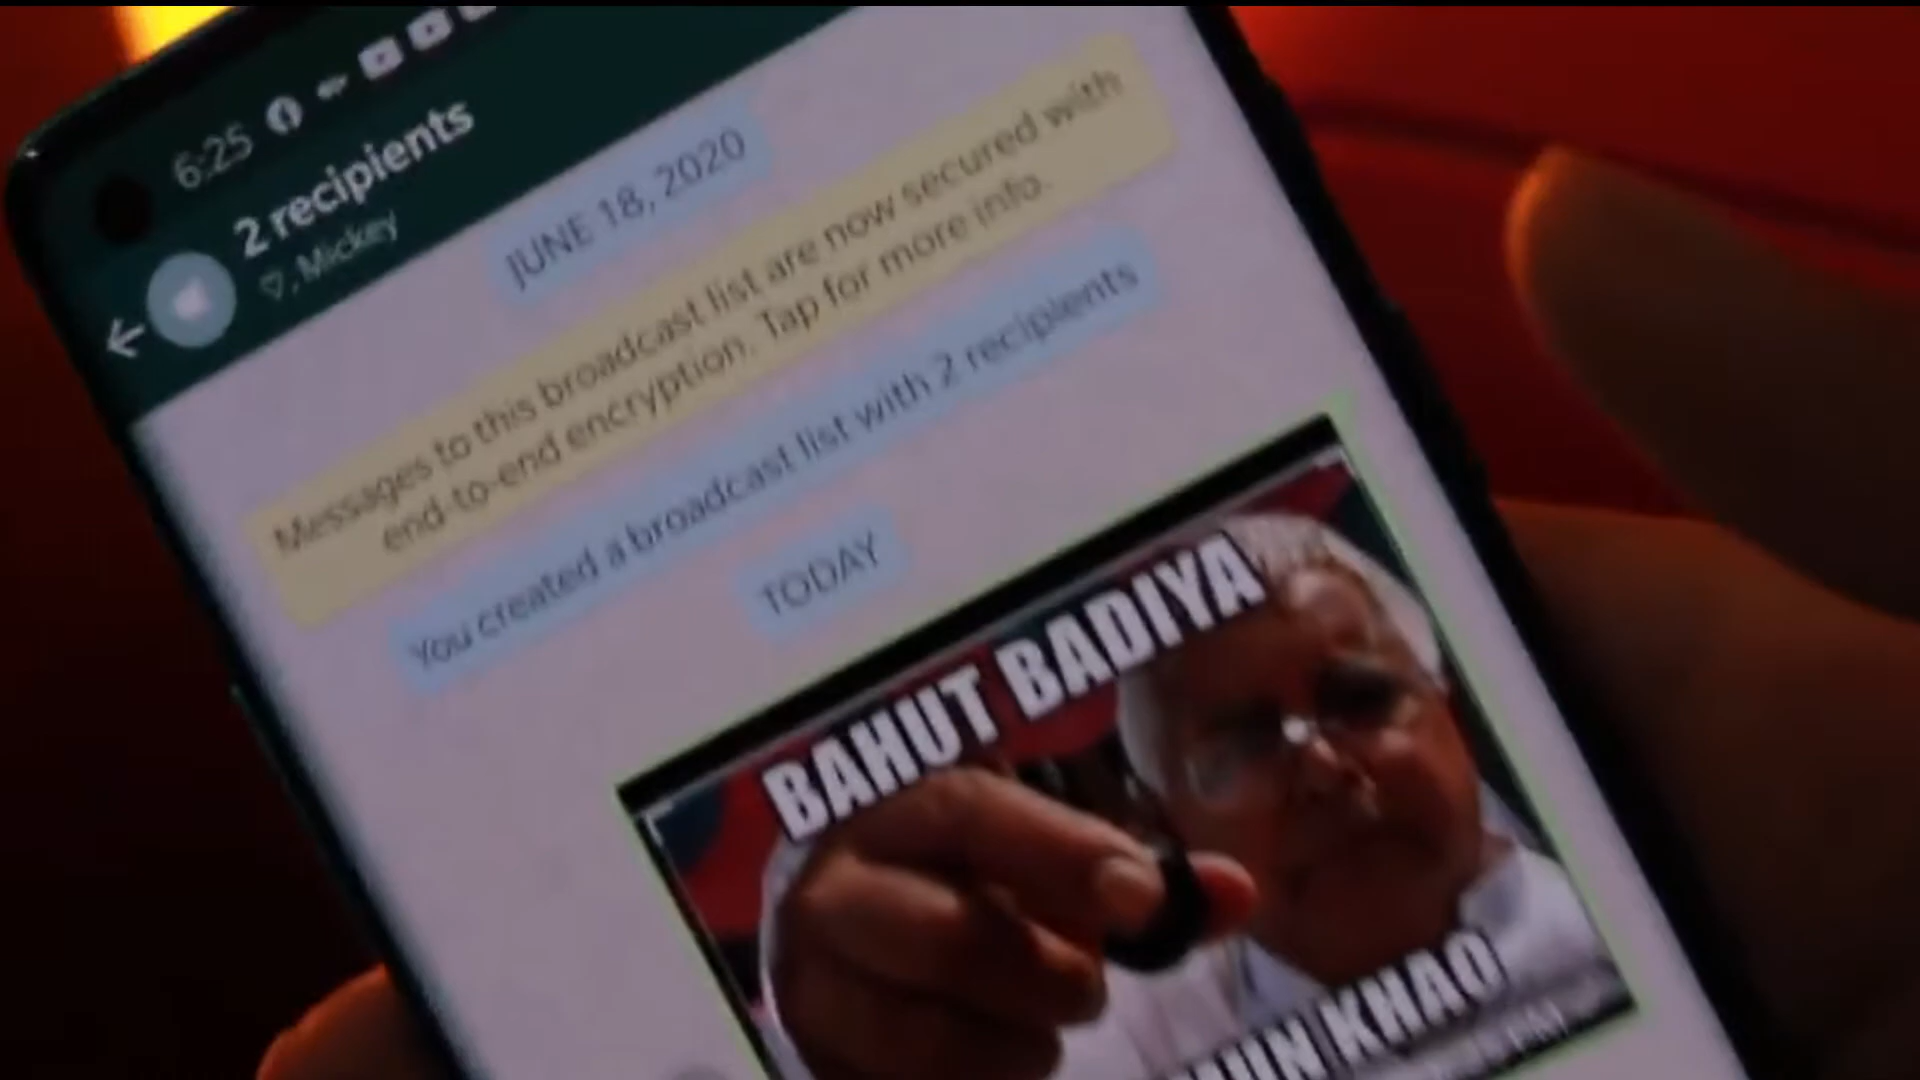 6:25
2 recipients
♡, Mickey
JUNE 18, 2020
Messages to this broadcast list are now secured with
end-to-end encryption. Tap for more info.
You created a broadcast list with 2 recipients
TODAY
BAHUT BADIYA
KHAO